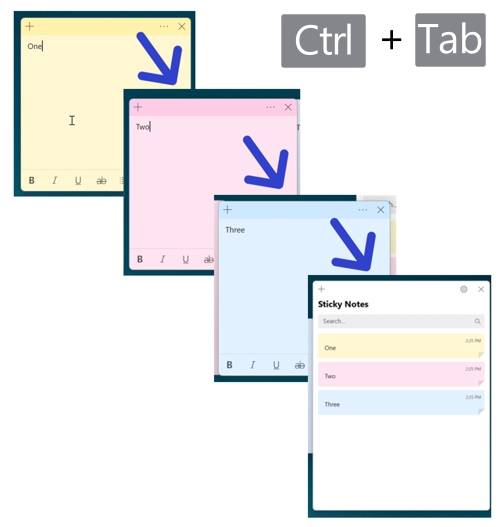 Ctrl + Tab
One
Two
B I U ab
Three
B I U ab
B I U ab
Sticky Notes
Search...
2:25 PM
One
2:25 PM
Two
2:25 PM
Three